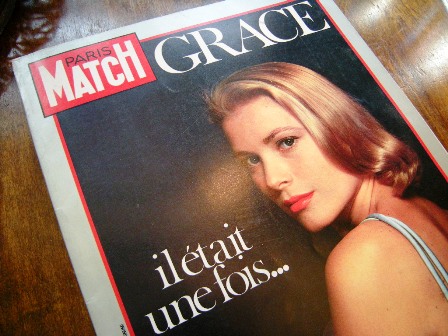 PARIS
MATCH
GRACE
il était
une fois...